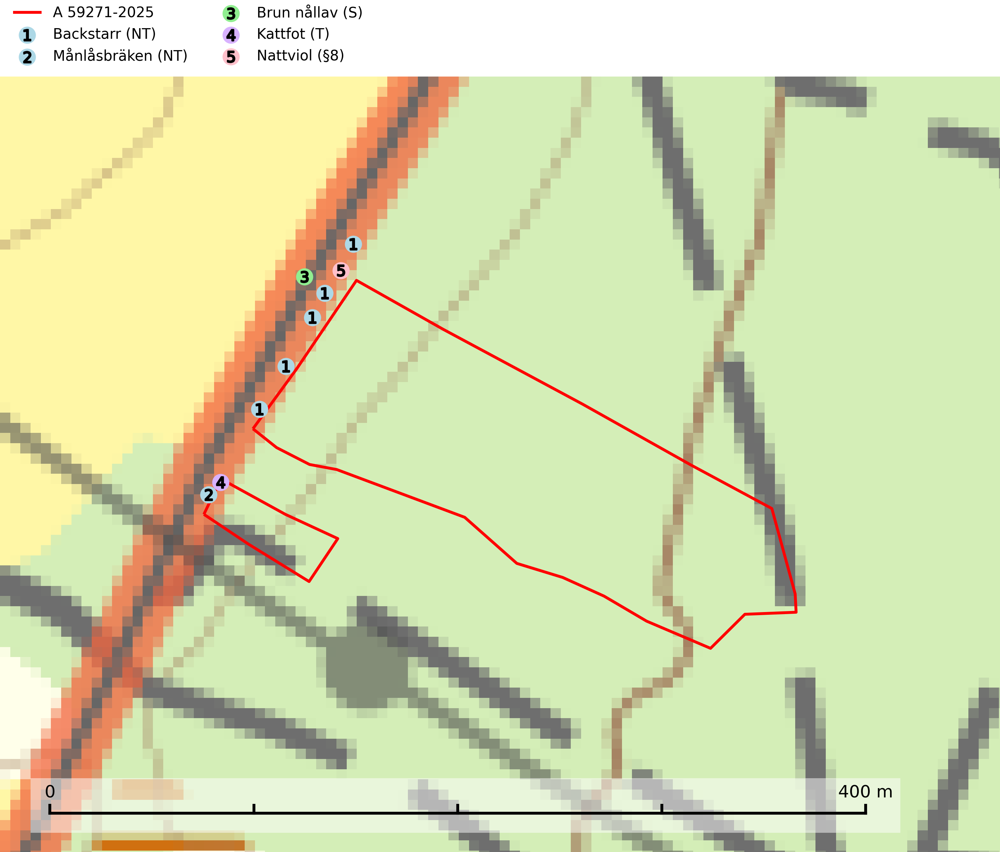 A 59271-2025
1 Backstarr (NT)
2 Månlåsbräken (NT)
3 Brun nållav (S)
4 Kattfot (T)
5 Nattviol (§8)
1
5
3
1
1
1
1
4
2
0 400 m